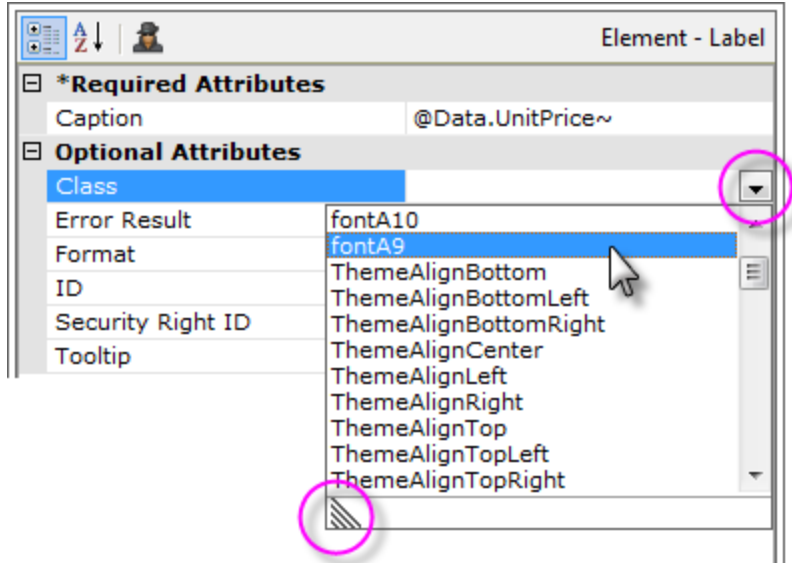 A
Z
Element - Label
*Required Attributes
Caption @Data.UnitPrice~
Optional Attributes
Class
Error Result
Format
ID
Security Right ID
Tooltip
fontA10
fontA9
ThemeAlignBottom
ThemeAlignBottomLeft
ThemeAlignBottomRight
ThemeAlignCenter
ThemeAlignLeft
ThemeAlignRight
ThemeAlignTop
ThemeAlignTopLeft
ThemeAlignTopRight